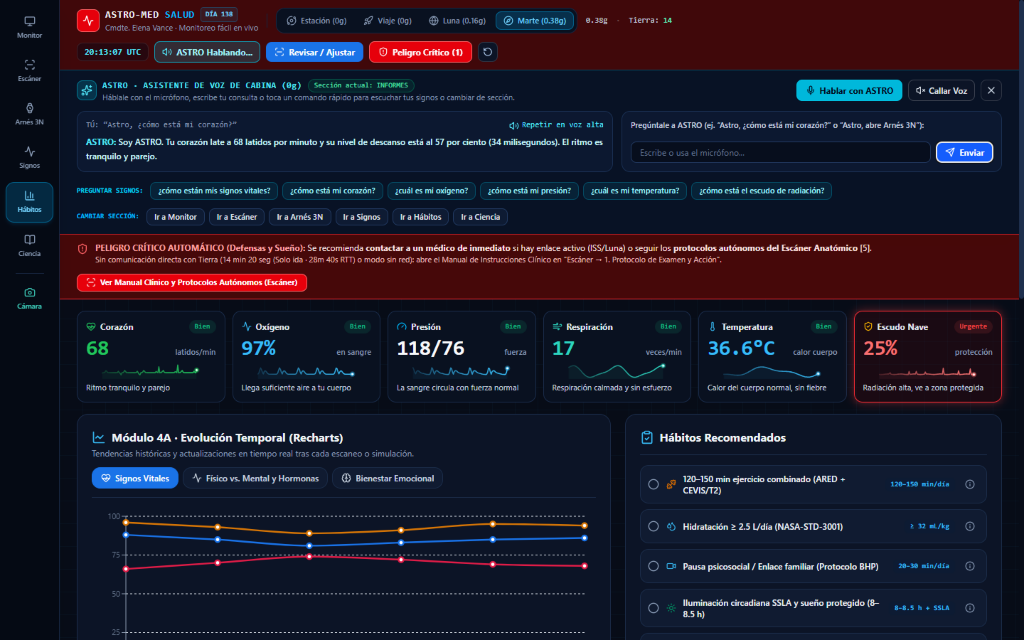 Monitor
Escáner
Arnés 3N
Signos
Hábitos
Ciencia
Cámara
ASTRO-MED SALUD DÍA 138
Cmdte. Elena Vance · Monitoreo fácil en vivo
Estación (0g) Viaje (0g) Luna (0.16g) Marte (0.38g) 0.38g · Tierra: 14
20:13:07 UTC ASTRO Hablando... Revisar / Ajustar Peligro Crítico (1)
ASTRO · ASISTENTE DE VOZ DE CABINA (0g) Sección actual: INFORMES
Háblale con el micrófono, escribe tu consulta o toca un comando rápido para escuchar tus signos o cambiar de sección.
Hablar con ASTRO Callar Voz
TÚ: "Astro, ¿cómo está mi corazón?" Repetir en voz alta
ASTRO: Soy ASTRO. Tu corazón late a 68 latidos por minuto y su nivel de descanso está al 57 por ciento (34 milisegundos). El ritmo es
tranquilo y parejo.
Pregúntale a ASTRO (ej. "Astro, ¿cómo está mi corazón?" o "Astro, abre Arnés 3N"):
Escribe o usa el micrófono... Enviar
PREGUNTAR SIGNOS: ¿cómo están mis signos vitales? ¿cómo está mi corazón? ¿cuál es mi oxígeno? ¿cómo está mi presión? ¿cuál es mi temperatura? ¿cómo está el escudo de radiación?
CAMBIAR SECCIÓN: Ir a Monitor Ir a Escáner Ir a Arnés 3N Ir a Signos Ir a Hábitos Ir a Ciencia
PELIGRO CRÍTICO AUTOMÁTICO (Defensas y Sueño): Se recomienda contactar a un médico de inmediato si hay enlace activo (ISS/Luna) o seguir los protocolos autónomos del Escáner Anatómico [5].
Sin comunicación directa con Tierra (14 min 20 seg (Solo ida · 28m 40s RTT) o modo sin red): abre el Manual de Instrucciones Clínico en "Escáner → 1. Protocolo de Examen y Acción".
Ver Manual Clínico y Protocolos Autónomos (Escáner)
Corazón Bien
68 latidos/min
Ritmo tranquilo y parejo
Oxígeno Bien
97% en sangre
Llega suficiente aire a tu cuerpo
Presión Bien
118/76 fuerza
La sangre circula con fuerza normal
Respiración Bien
17 veces/min
Respiración calmada y sin esfuerzo
Temperatura Bien
36.6°C calor cuerpo
Calor del cuerpo normal, sin fiebre
Escudo Nave Urgente
25% protección
Radiación alta, ve a zona protegida
Módulo 4A · Evolución Temporal (Recharts)
Tendencias históricas y actualizaciones en tiempo real tras cada escaneo o simulación.
Signos Vitales Físico vs. Mental y Hormonas Bienestar Emocional
100
75
50
25
Hábitos Recomendados
120–150 min ejercicio combinado (ARED +
CEVIS/T2) 120–150 min/día
Hidratación ≥ 2.5 L/día (NASA-STD-3001) ≥ 32 mL/kg
Pausa psicosocial / Enlace familiar (Protocolo BHP) 20–30 min/día
Iluminación circadiana SSLA y sueño protegido (8–
8.5 h) 8–8.5 h + SSLA